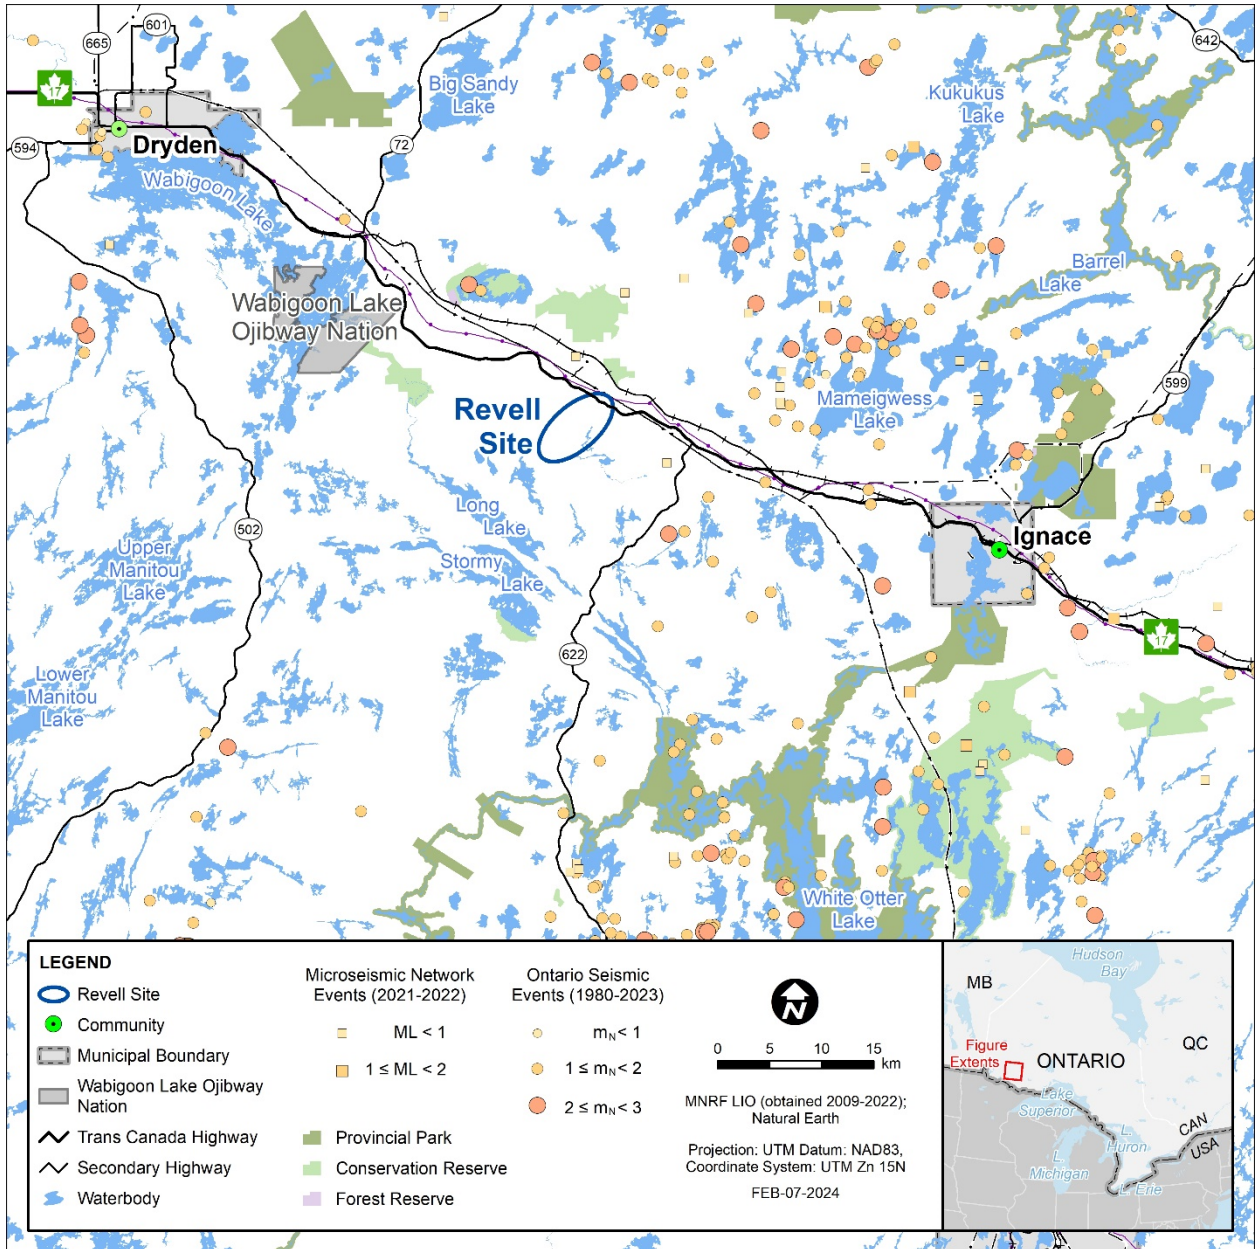 601
665
642
17
Big Sandy
Lake
Kukukus
Lake
594
Dryden
72
Wabigoon Lake
Barrel
Lake
Wabigoon Lake
Ojibway Nation
599
Revell
Site
Mameigwess
Lake
Long
Lake
502
Ignace
Upper
Manitou
Lake
Stormy
Lake
622
17
Lower
Manitou
Lake
White Otter
Lake
LEGEND
Revell Site
Community
Municipal Boundary
Wabigoon Lake Ojibway
Nation
Trans Canada Highway
Secondary Highway
Waterbody
Microseismic Network
Events (2021-2022)
ML < 1
1 ≤ ML < 2
Provincial Park
Conservation Reserve
Forest Reserve
Ontario Seismic
Events (1980-2023)
mN < 1
1 ≤ mN < 2
2 ≤ mN < 3
N
0 5 10 15
km
MNRF LIO (obtained 2009-2022);
Natural Earth
Projection: UTM Datum: NAD83,
Coordinate System: UTM Zn 15N
FEB-07-2024
Hudson
Bay
MB
Figure
Extents
ONTARIO
QC
Lake
Superior
CAN
USA
L.
Huron
L.
Michigan
L. Erie